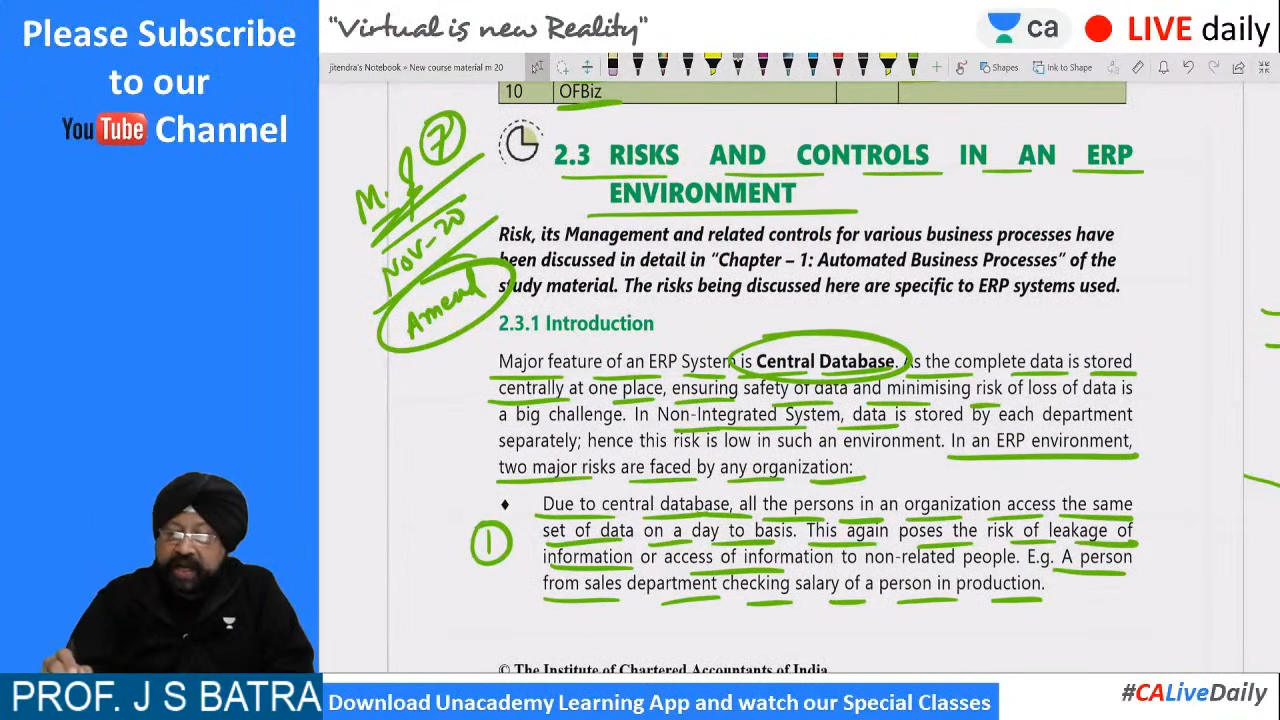 Please Subscribe
to our
YouTube Channel
"Virtual is new Reality"
ca LIVE daily
jitendra's Notebook » New course material m 20
Shapes
Ink to Shape
10 OFBiz
7
M. I
Nov-20
Amend
2.3 RISKS AND CONTROLS IN AN ERP
ENVIRONMENT
Risk, its Management and related controls for various business processes have
been discussed in detail in “Chapter – 1: Automated Business Processes” of the
study material. The risks being discussed here are specific to ERP systems used.
2.3.1 Introduction
Major feature of an ERP System is Central Database. As the complete data is stored
centrally at one place, ensuring safety of data and minimising risk of loss of data is
a big challenge. In Non-Integrated System, data is stored by each department
separately; hence this risk is low in such an environment. In an ERP environment,
two major risks are faced by any organization:
♦ Due to central database, all the persons in an organization access the same
1
set of data on a day to basis. This again poses the risk of leakage of
information or access of information to non-related people. E.g. A person
from sales department checking salary of a person in production.
© The Institute of Chartered Accountants of India
PROF. J S BATRA
Download Unacademy Learning App and watch our Special Classes
#CALiveDaily